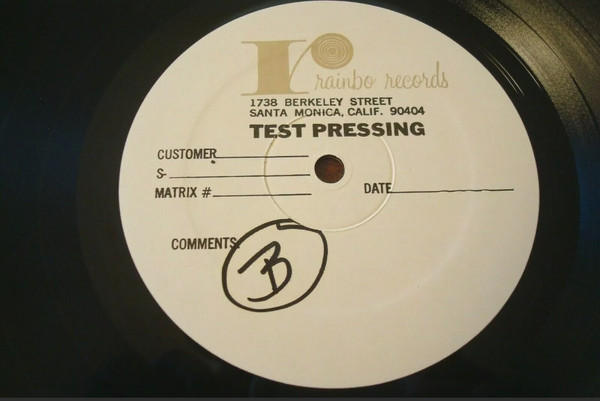 r rainbo records
1738 BERKELEY STREET
SANTA MONICA, CALIF. 90404
TEST PRESSING
CUSTOMER
S-
MATRIX #
DATE
COMMENTS
B